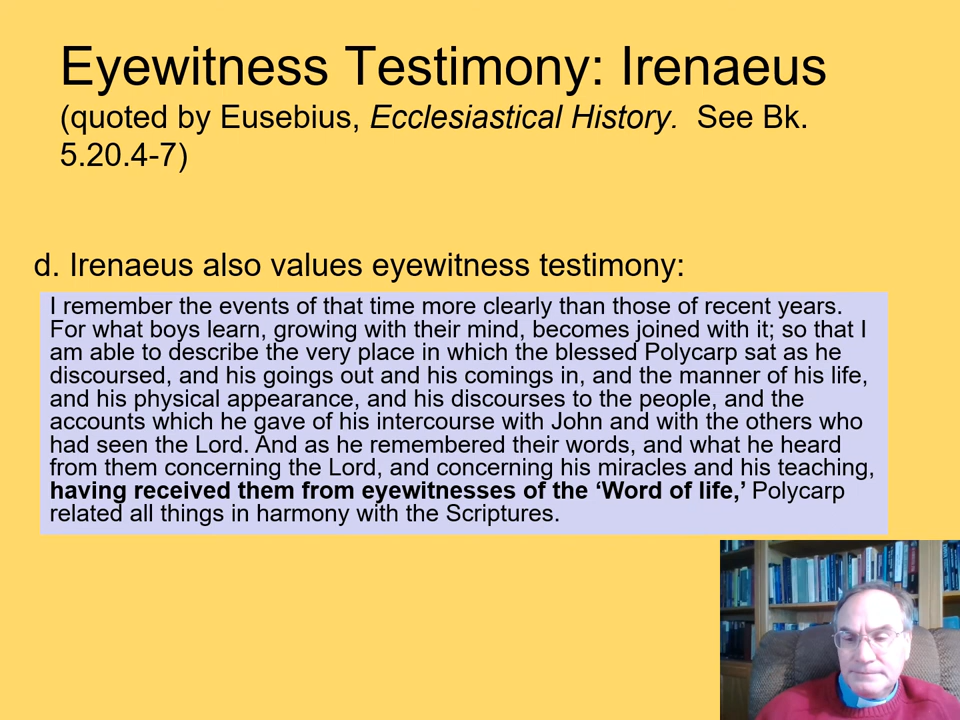 Eyewitness Testimony: Irenaeus
(quoted by Eusebius, Ecclesiastical History.  See Bk.
5.20.4-7)
d. Irenaeus also values eyewitness testimony:
I remember the events of that time more clearly than those of recent years.
For what boys learn, growing with their mind, becomes joined with it; so that I
am able to describe the very place in which the blessed Polycarp sat as he
discoursed, and his goings out and his comings in, and the manner of his life,
and his physical appearance, and his discourses to the people, and the
accounts which he gave of his intercourse with John and with the others who
had seen the Lord. And as he remembered their words, and what he heard
from them concerning the Lord, and concerning his miracles and his teaching,
having received them from eyewitnesses of the ‘Word of life,’ Polycarp
related all things in harmony with the Scriptures.